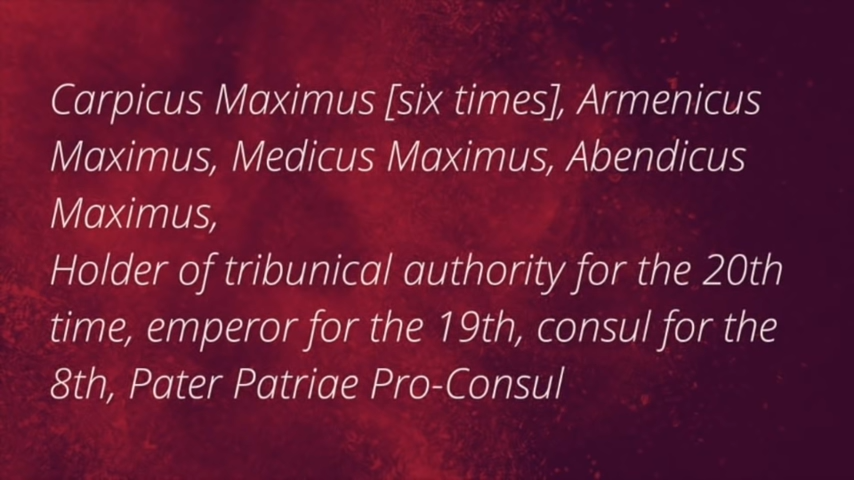 Carpicus Maximus [six times], Armenicus
Maximus, Medicus Maximus, Abendicus
Maximus,
Holder of tribunical authority for the 20th
time, emperor for the 19th, consul for the
8th, Pater Patriae Pro-Consul